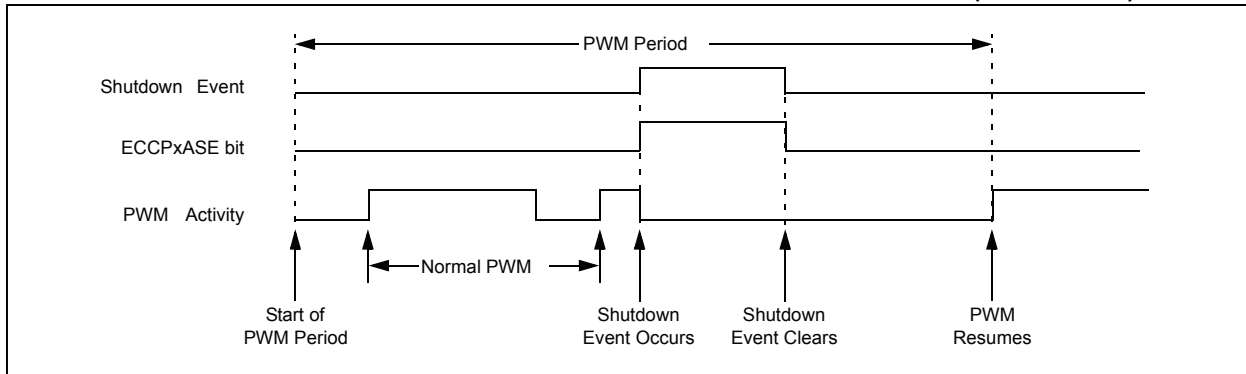 PWM Period
Shutdown Event
ECCPxASE bit
PWM Activity
Normal PWM
Start of
PWM Period
Shutdown
Event Occurs
Shutdown
Event Clears
PWM
Resumes